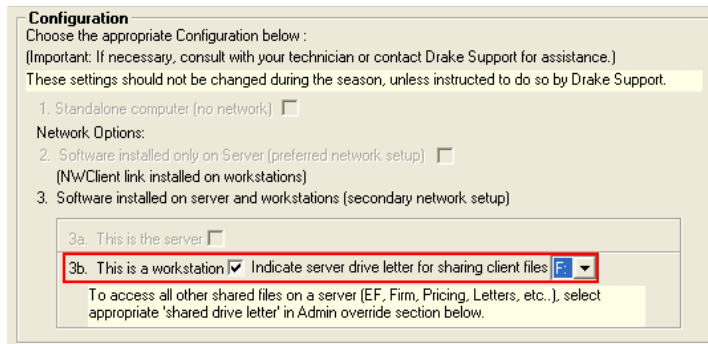 Configuration
Choose the appropriate Configuration below :
(Important: If necessary, consult with your technician or contact Drake Support for assistance.)
These settings should not be changed during the season, unless instructed to do so by Drake Support.
1. Standalone computer (no network)
Network Options:
2. Software installed only on Server (preferred network setup)
(NWClient link installed on workstations)
3. Software installed on server and workstations (secondary network setup)
3a. This is the server
3b. This is a workstation Indicate server drive letter for sharing client files F:
To access all other shared files on a server (EF, Firm, Pricing, Letters, etc..), select
appropriate 'shared drive letter' in Admin override section below.